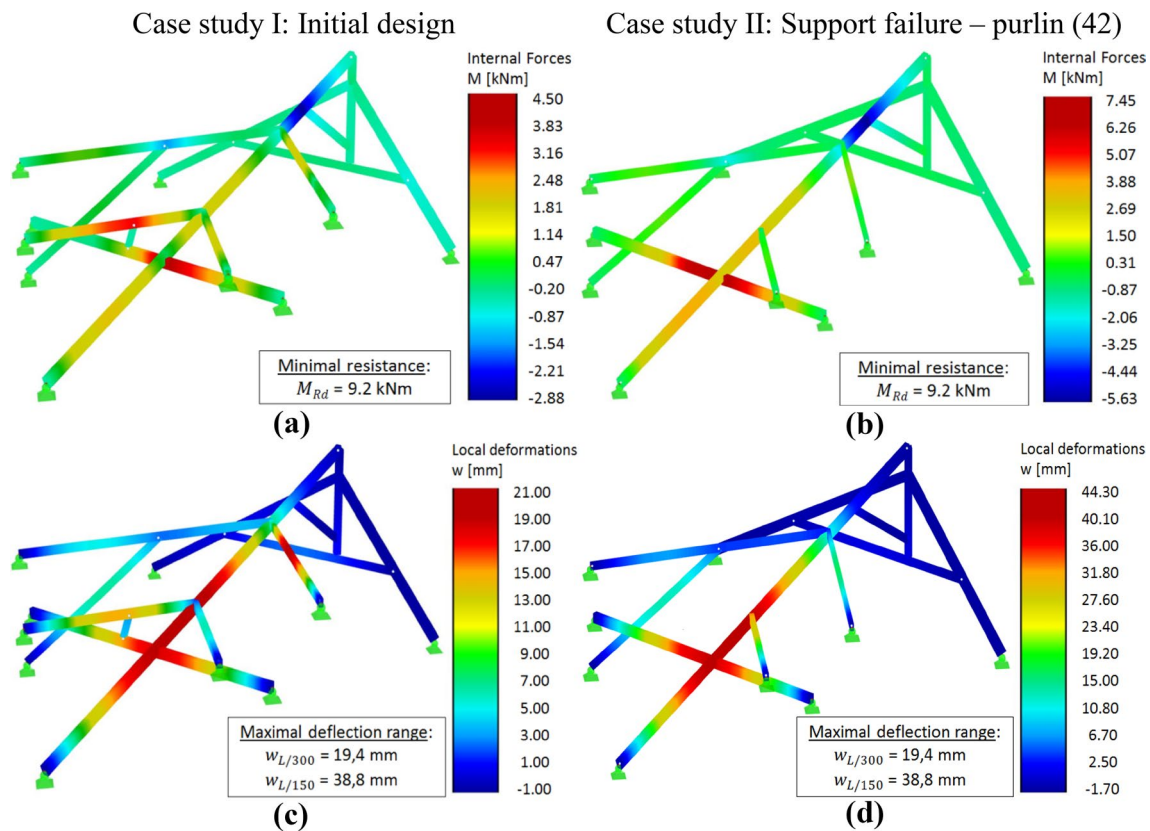 Case study I: Initial design
Case study II: Support failure – purlin (42)
Internal Forces
M [kNm]
4.50
3.83
3.16
2.48
1.81
1.14
0.47
-0.20
-0.87
-1.54
-2.21
-2.88
Minimal resistance:
M_Rd = 9.2 kNm
(a)
Internal Forces
M [kNm]
7.45
6.26
5.07
3.88
2.69
1.50
0.31
-0.87
-2.06
-3.25
-4.44
-5.63
Minimal resistance:
M_Rd = 9.2 kNm
(b)
Local deformations
w [mm]
21.00
19.00
17.00
15.00
13.00
11.00
9.00
7.00
5.00
3.00
1.00
-1.00
Maximal deflection range:
w_L/300 = 19,4 mm
w_L/150 = 38,8 mm
(c)
Local deformations
w [mm]
44.30
40.10
36.00
31.80
27.60
23.40
19.20
15.00
10.80
6.70
2.50
-1.70
Maximal deflection range:
w_L/300 = 19,4 mm
w_L/150 = 38,8 mm
(d)